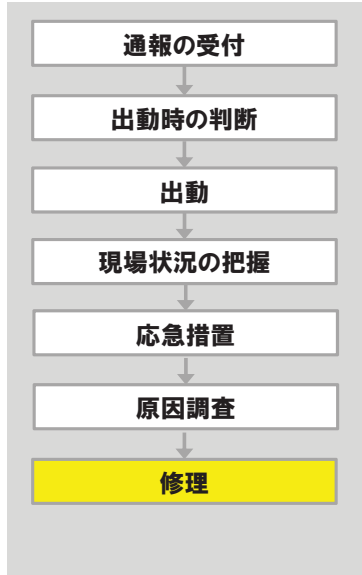 通報の受付
出動時の判断
出動
現場状況の把握
応急措置
原因調査
修理